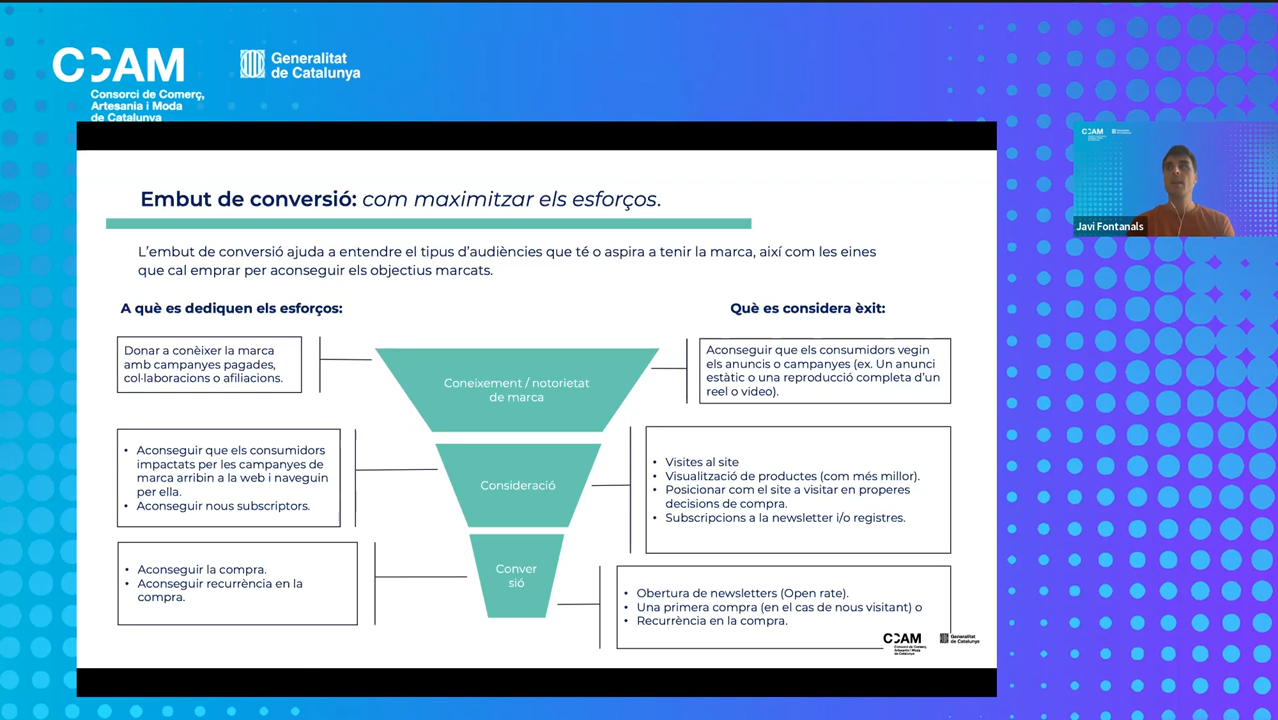 CCAM
Consorci de Comerç,
Artesania i Moda
de Catalunya
Generalitat
de Catalunya
Embut de conversió: com maximitzar els esforços.
L’embut de conversió ajuda a entendre el tipus d’audiències que té o aspira a tenir la marca, així com les eines
que cal emprar per aconseguir els objectius marcats.
A què es dediquen els esforços:
Què es considera èxit:
Donar a conèixer la marca
amb campanyes pagades,
col·laboracions o afiliacions.
Coneixement / notorietat
de marca
Aconseguir que els consumidors vegin
els anuncis o campanyes (ex. Un anunci
estàtic o una reproducció completa d’un
reel o video).
• Aconseguir que els consumidors
impactats per les campanyes de
marca arribin a la web i naveguin
per ella.
• Aconseguir nous subscriptors.
Consideració
• Visites al site
• Visualització de productes (com més millor).
• Posicionar com el site a visitar en properes
decisions de compra.
• Subscripcions a la newsletter i/o registres.
• Aconseguir la compra.
• Aconseguir recurrència en la
compra.
Conver
sió
• Obertura de newsletters (Open rate).
• Una primera compra (en el cas de nous visitant) o
• Recurrència en la compra.
CCAM
Consorci de Comerç,
Artesania i Moda
de Catalunya
Generalitat
de Catalunya
CCAM
Javi Fontanals